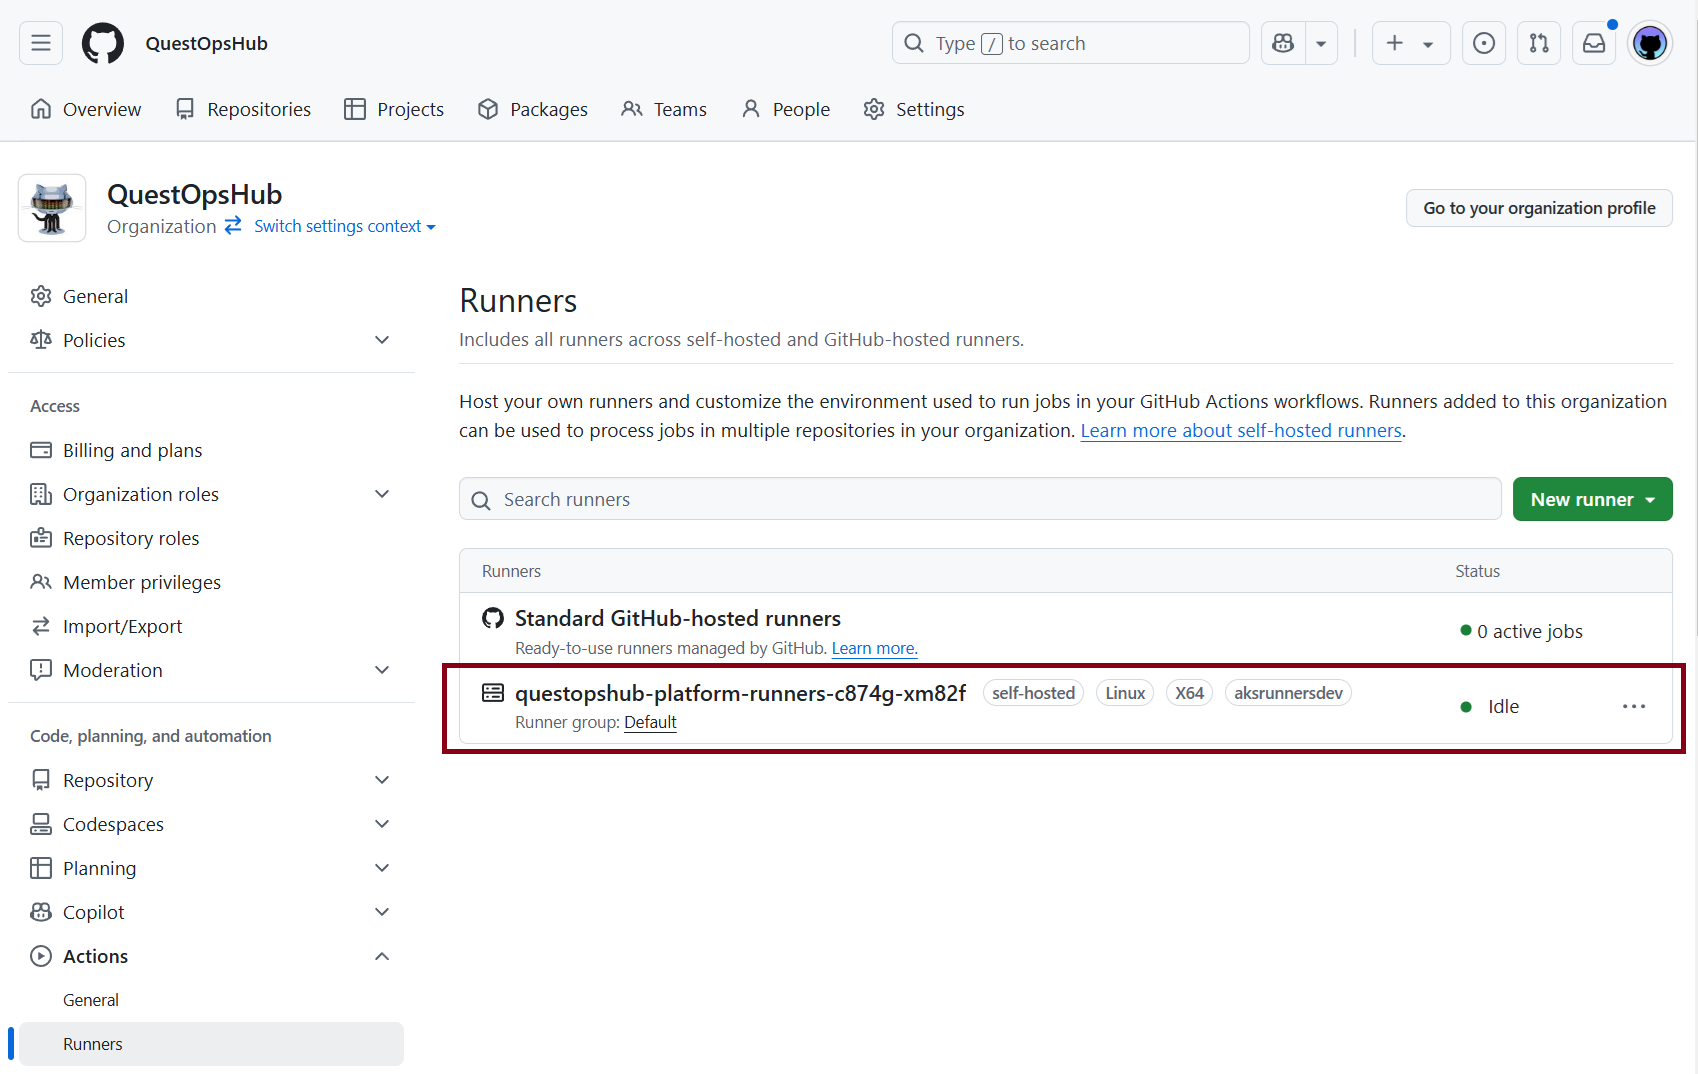 QuestOpsHub
Type / to search
Overview
Repositories
Projects
Packages
Teams
People
Settings
QuestOpsHub
Organization
Switch settings context
Go to your organization profile
General
Policies
Access
Billing and plans
Organization roles
Repository roles
Member privileges
Import/Export
Moderation
Code, planning, and automation
Repository
Codespaces
Planning
Copilot
Actions
General
Runners
Runners
Includes all runners across self-hosted and GitHub-hosted runners.
Host your own runners and customize the environment used to run jobs in your GitHub Actions workflows. Runners added to this organization
can be used to process jobs in multiple repositories in your organization. Learn more about self-hosted runners.
Search runners
New runner
Runners
Status
Standard GitHub-hosted runners
Ready-to-use runners managed by GitHub. Learn more.
0 active jobs
questopshub-platform-runners-c874g-xm82f self-hosted Linux X64 aksrunnersdev
Runner group: Default
Idle